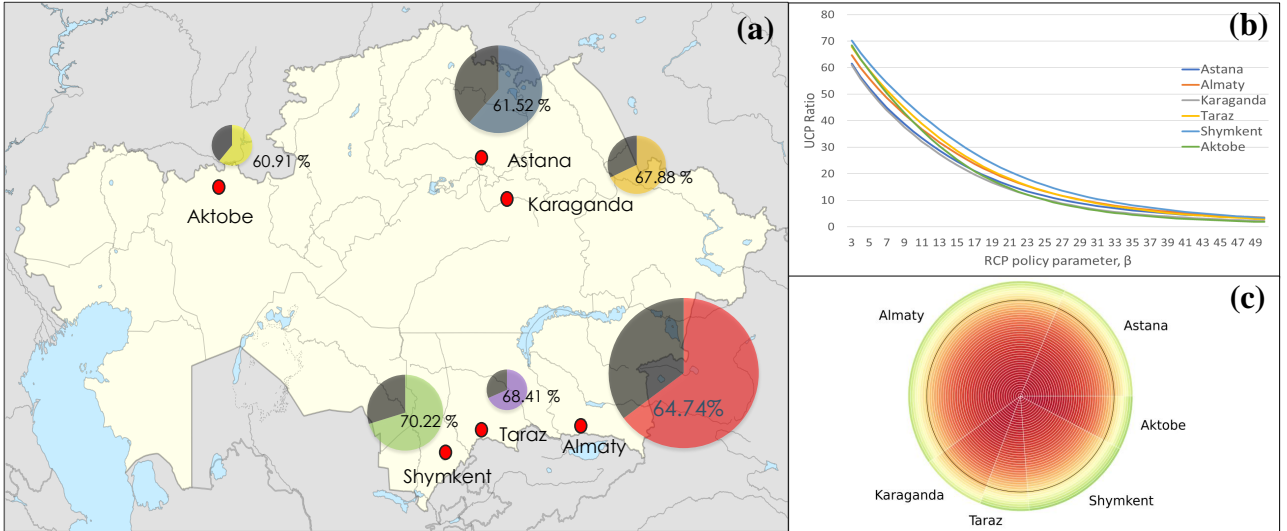 (a)
61.52 %
60.91 %
Astana
67.88 %
Aktobe
Karaganda
64.74%
68.41 %
70.22 %
Taraz
Almaty
Shymkent
(b)
80
70
60
50
40
30
20
10
0
UCP Ratio
Astana
Almaty
Karaganda
Taraz
Shymkent
Aktobe
3 5 7 9 11 13 15 17 19 21 23 25 27 29 31 33 35 37 39 41 43 45 47 49
RCP policy parameter, β
(c)
Almaty
Astana
Aktobe
Karaganda
Shymkent
Taraz